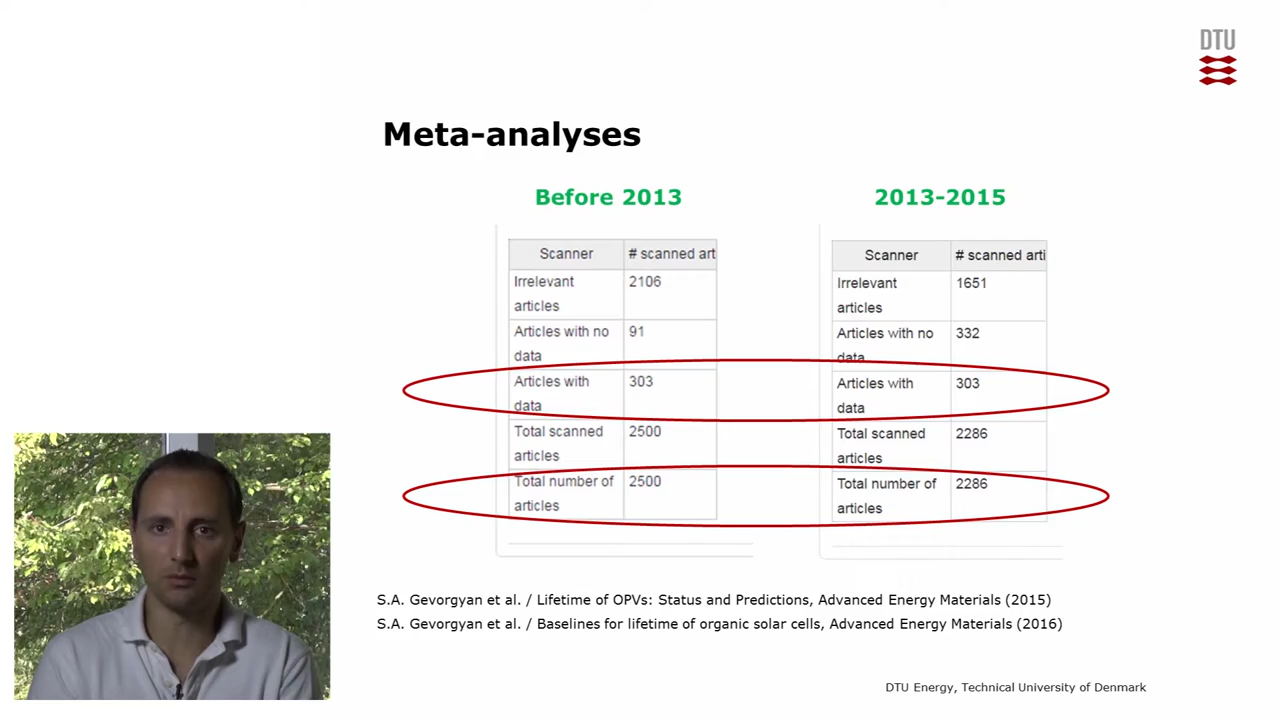 DTU
Meta-analyses
Before 2013
2013-2015
Scanner # scanned art
Irrelevant 2106
articles
Articles with no 91
data
Articles with 303
data
Total scanned 2500
articles
Total number of 2500
articles
Scanner # scanned arti
Irrelevant 1651
articles
Articles with no 332
data
Articles with 303
data
Total scanned 2286
articles
Total number of 2286
articles
S.A. Gevorgyan et al. / Lifetime of OPVs: Status and Predictions, Advanced Energy Materials (2015)
S.A. Gevorgyan et al. / Baselines for lifetime of organic solar cells, Advanced Energy Materials (2016)
DTU Energy, Technical University of Denmark